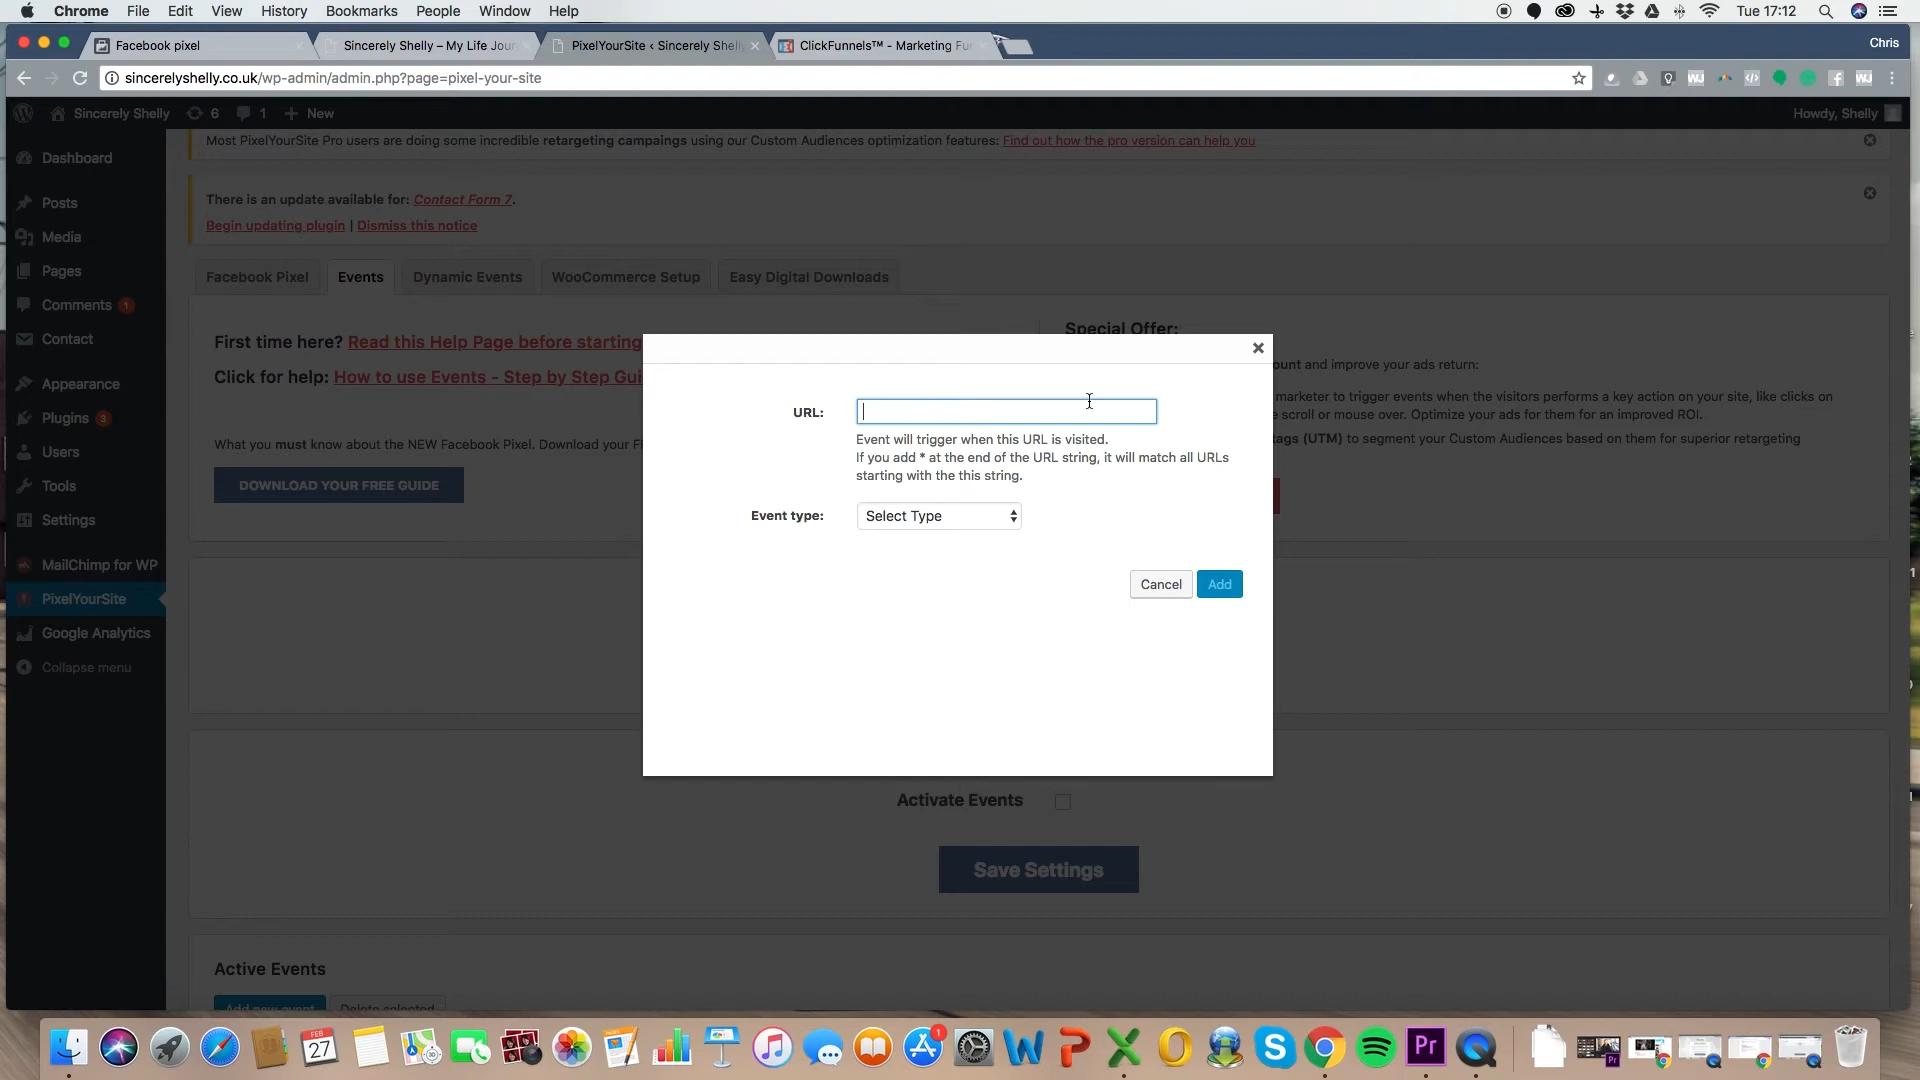 Chrome File Edit View History Bookmarks People Window Help
Tue 17:12
Facebook pixel
Sincerely Shelly – My Life Jour
PixelYourSite ‹ Sincerely Shelly
ClickFunnels™ - Marketing Fun
Chris
sincerelyshelly.co.uk/wp-admin/admin.php?page=pixel-your-site
Sincerely Shelly 6 1 + New
Howdy, Shelly
Dashboard
Posts
Media
Pages
Comments 1
Contact
Appearance
Plugins 3
Users
Tools
Settings
MailChimp for WP
PixelYourSite
Google Analytics
Collapse menu
Most PixelYourSite Pro users are doing some incredible retargeting campaings using our Custom Audiences optimization features: Find out how the pro version can help you
There is an update available for: Contact Form 7.
Begin updating plugin | Dismiss this notice
Facebook Pixel Events Dynamic Events WooCommerce Setup Easy Digital Downloads
First time here? Read this Help Page before starting
Click for help: How to use Events - Step by Step Gui
What you must know about the NEW Facebook Pixel. Download your F
DOWNLOAD YOUR FREE GUIDE
Special Offer:
ount and improve your ads return:
marketer to trigger events when the visitors performs a key action on your site, like clicks on
e scroll or mouse over. Optimize your ads for them for an improved ROI.
tags (UTM) to segment your Custom Audiences based on them for superior retargeting
URL:
Event will trigger when this URL is visited.
If you add * at the end of the URL string, it will match all URLs
starting with the this string.
Event type: Select Type
Cancel Add
Activate Events
Save Settings
Active Events
Add new event Delete selected
FEB
27
30
1
Pr